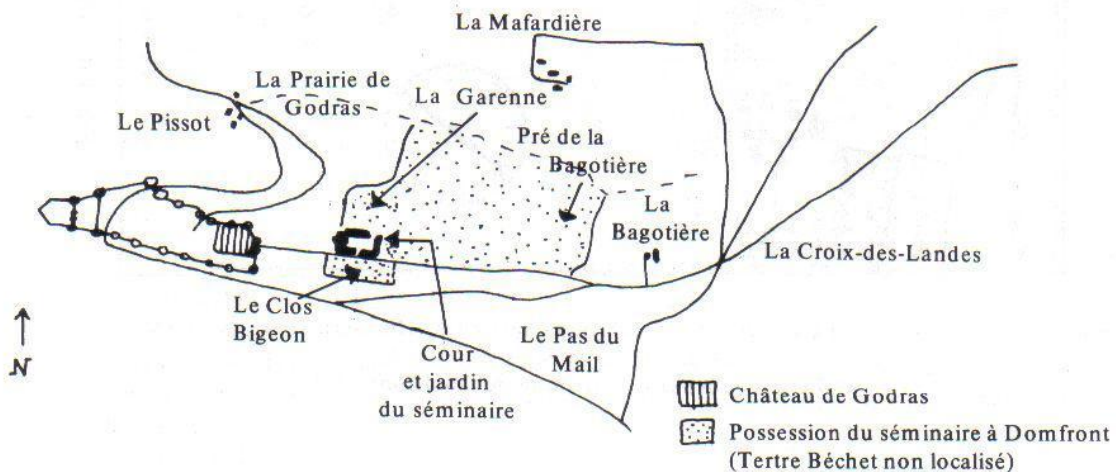 La Mafardière
La Prairie de
Godras
La Garenne
Le Pissot
Pré de la
Bagotière
La
Bagotière
La Croix-des-Landes
Le Clos
Bigeon
Cour
et jardin
du séminaire
Le Pas du
Mail
N
Château de Godras
Possession du séminaire à Domfront
(Tertre Béchet non localisé)